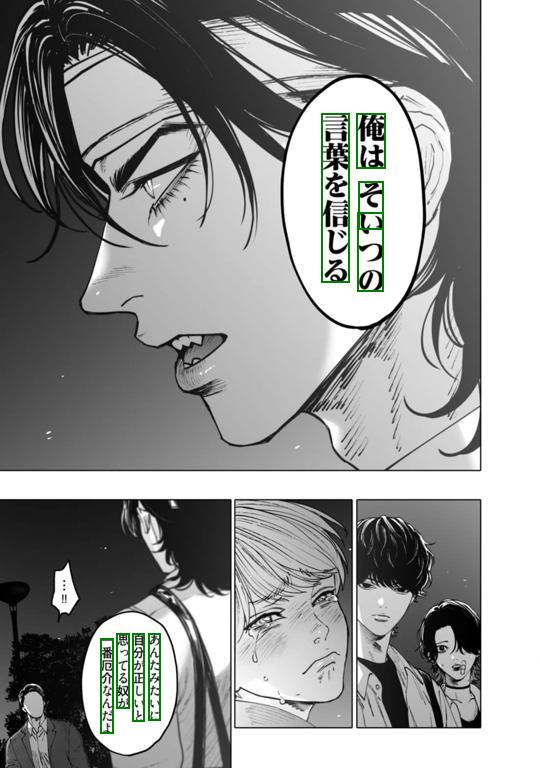 俺は そいつの
言葉を信じる
…!!
あんたみたいに
自分が正しいと
思ってる奴が
一番厄介なんだよ